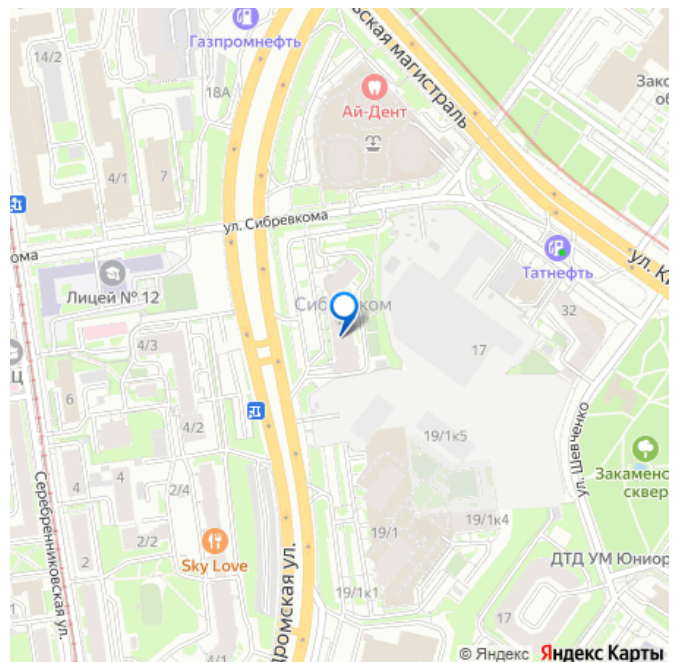 14/2
Газпромнефть
18А
ская магистраль
Ай-Дент
Зако
об
4/1
7
ул. Сибревкома
ома
Лицей № 12
Татнефть
ул. Ки
Сиб
ком
32
17
4/3
Ц
6
4/2
19/1к5
ул. Шевченко
4
4
2/4
Закаменс
сквер
Серебренниковская ул.
19/1
19/1к4
2
2/2
Sky Love
дромская ул.
ДТД УМ Юниор
19/1к1
17
4/1
© Яндекс Яндекс Карты